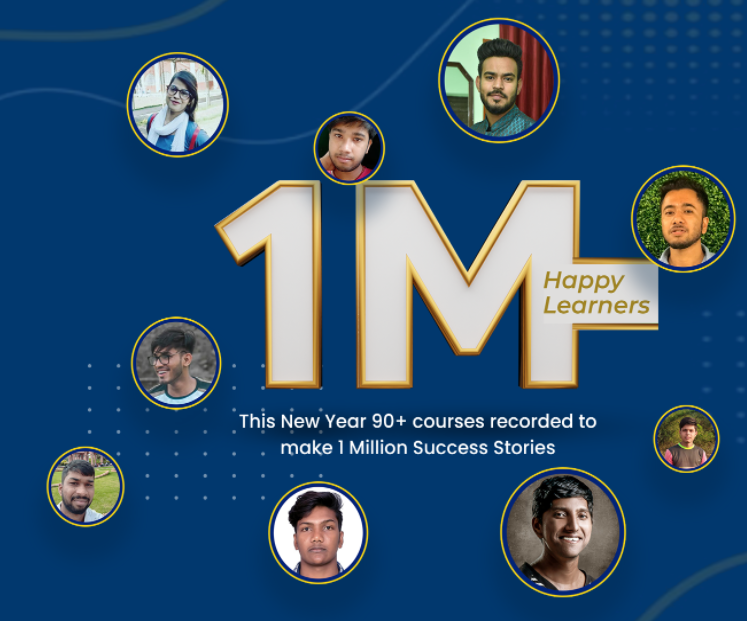 1M+
Happy
Learners
This New Year 90+ courses recorded to
make 1 Million Success Stories